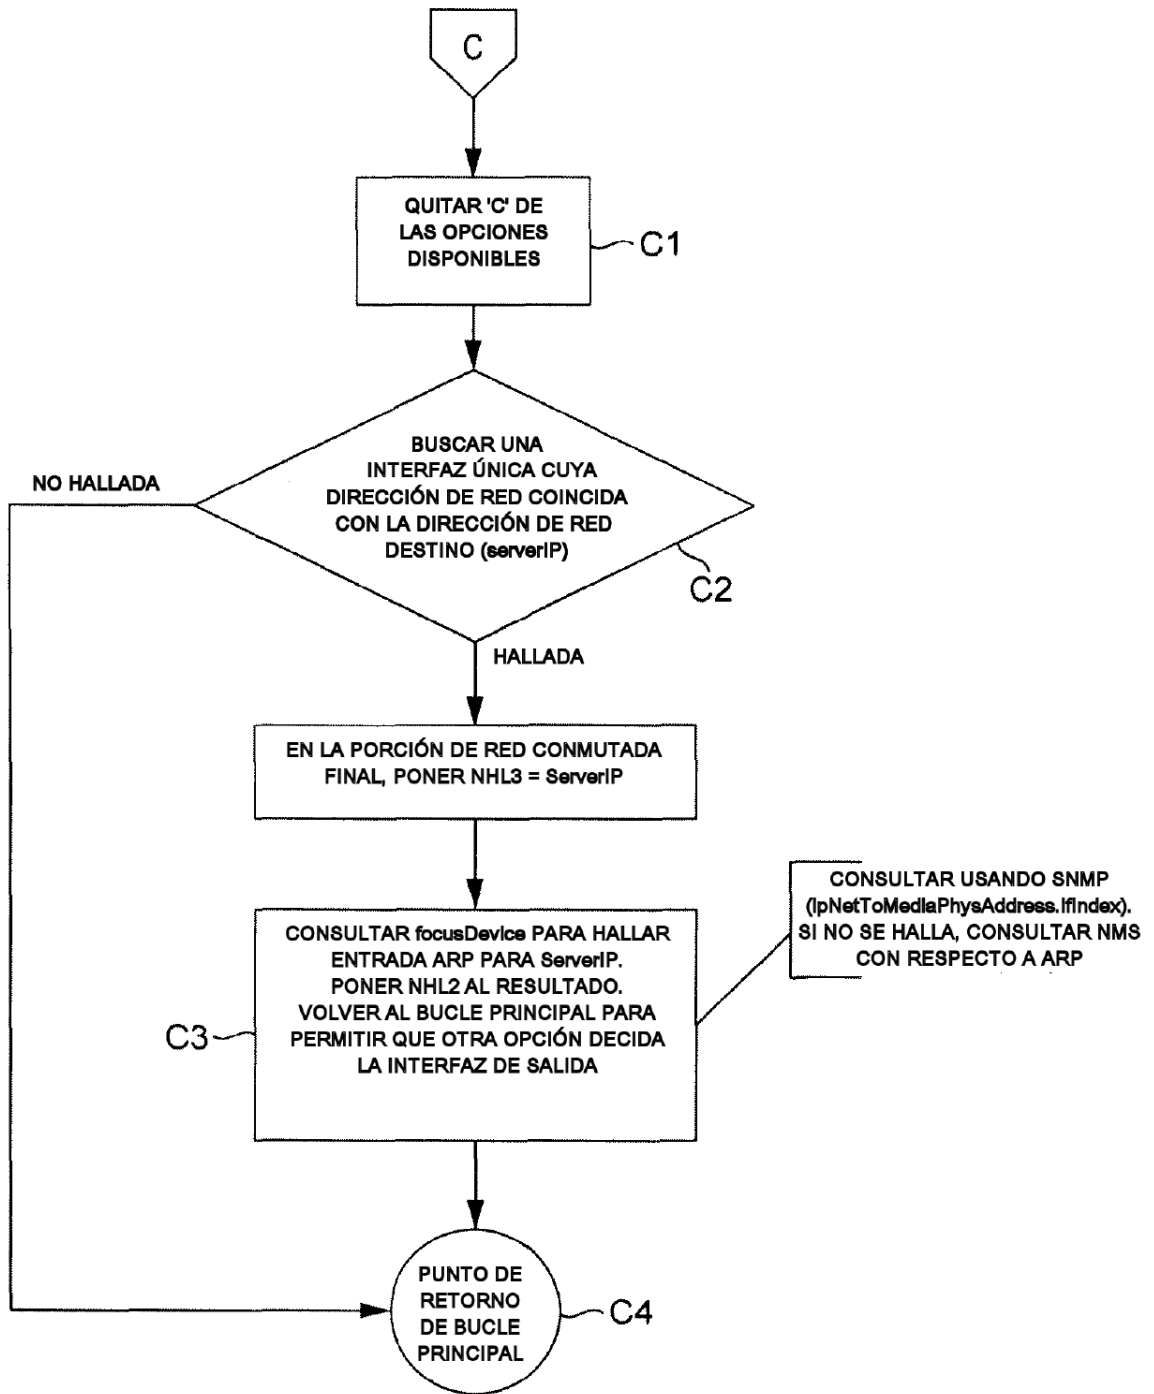 C
QUITAR 'C' DE
LAS OPCIONES
DISPONIBLES
C1
BUSCAR UNA
INTERFAZ ÚNICA CUYA
DIRECCIÓN DE RED COINCIDA
CON LA DIRECCIÓN DE RED
DESTINO (serverIP)
NO HALLADA
C2
HALLADA
EN LA PORCIÓN DE RED CONMUTADA
FINAL, PONER NHL3 = ServerIP
CONSULTAR focusDevice PARA HALLAR
ENTRADA ARP PARA ServerIP.
PONER NHL2 AL RESULTADO.
VOLVER AL BUCLE PRINCIPAL PARA
PERMITIR QUE OTRA OPCIÓN DECIDA
LA INTERFAZ DE SALIDA
C3
CONSULTAR USANDO SNMP
(ipNetToMediaPhysAddress.ifIndex).
SI NO SE HALLA, CONSULTAR NMS
CON RESPECTO A ARP
PUNTO DE
RETORNO
DE BUCLE
PRINCIPAL
C4